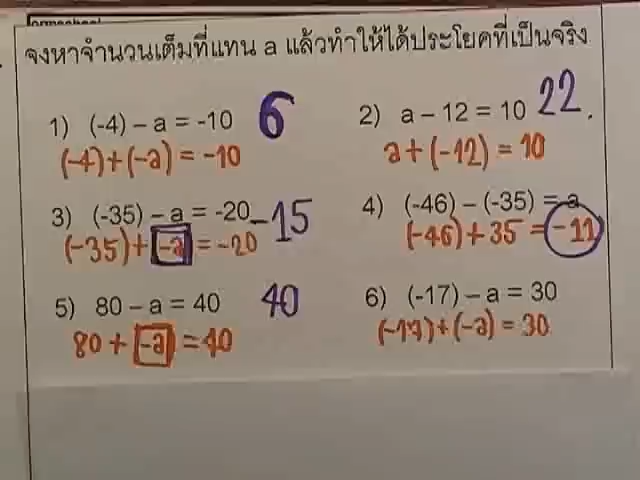 จงหาจำนวนเต็มที่แทน a แล้วทำให้ได้ประโยคที่เป็นจริง
1) (-4) – a = -10 6
(-4)+(-a) = -10
2) a – 12 = 10 22.
a + (-12) = 10
3) (-35) – a = -20 -15
(-35)+ -a = -20
4) (-46) – (-35) = a
(-46)+35 = -11
5) 80 – a = 40 40
80 + -a = 40
6) (-17) – a = 30
(-17)+(-a) = 30